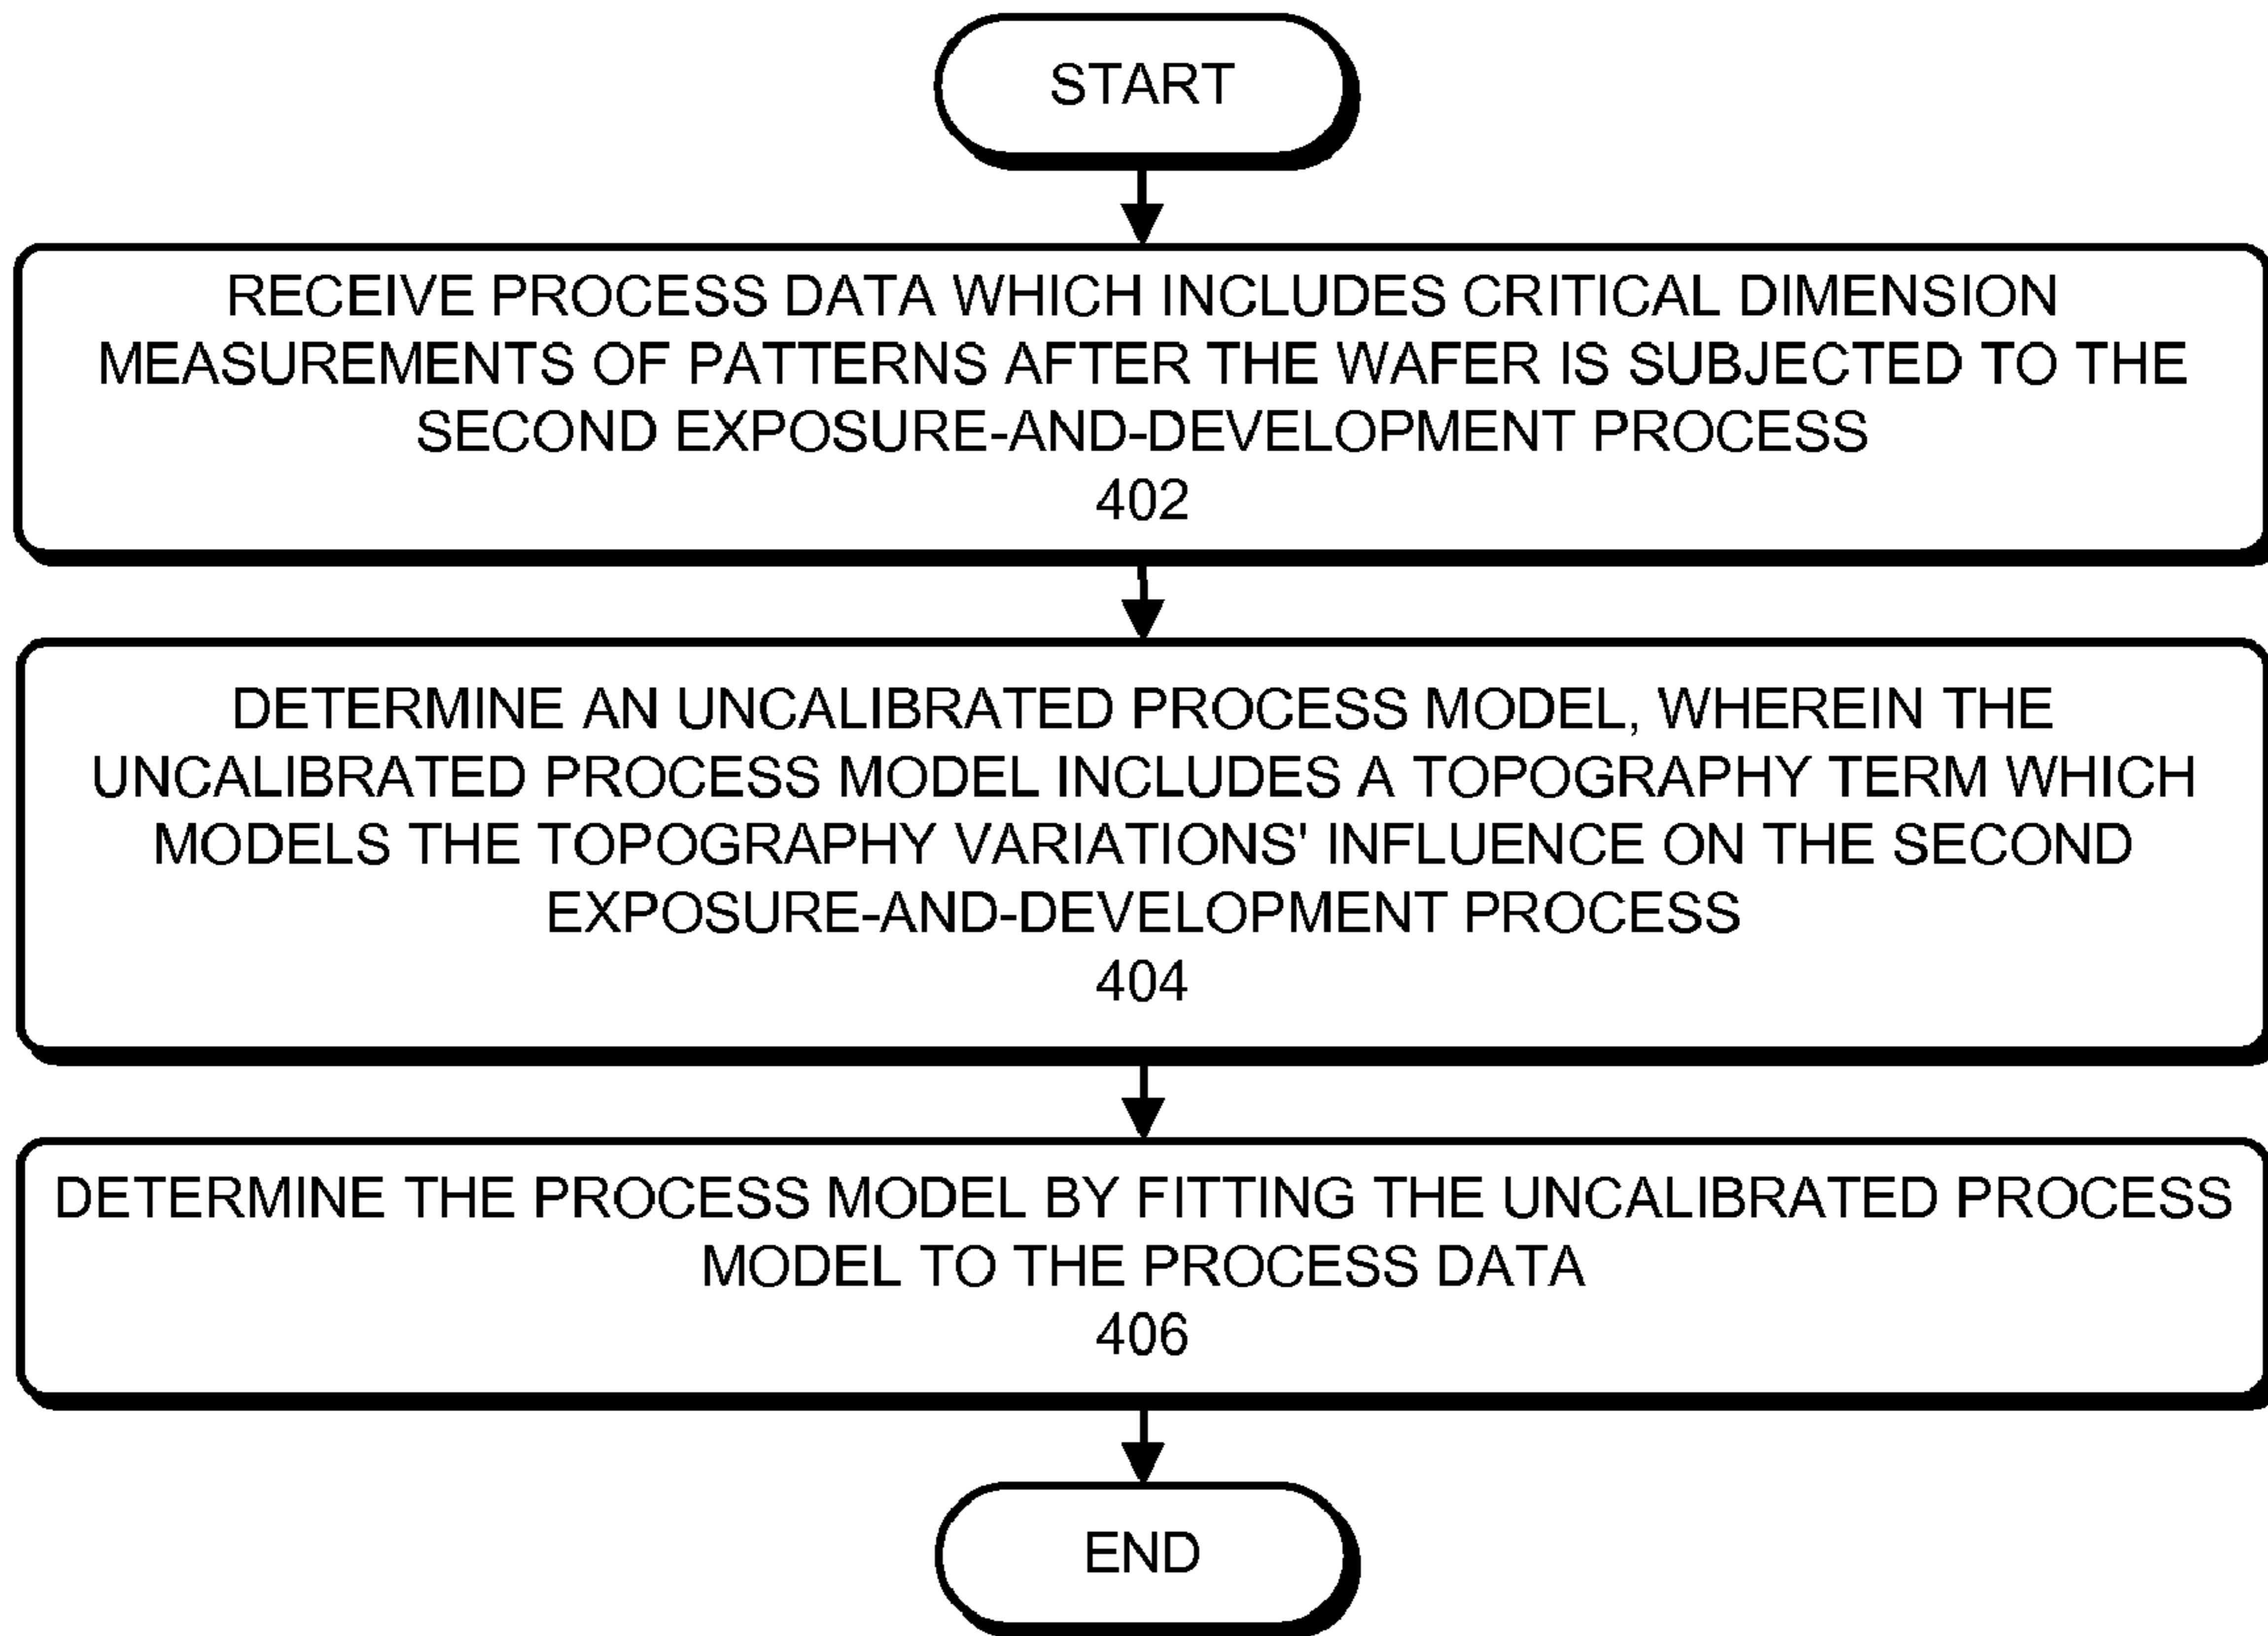 START
RECEIVE PROCESS DATA WHICH INCLUDES CRITICAL DIMENSION
MEASUREMENTS OF PATTERNS AFTER THE WAFER IS SUBJECTED TO THE
SECOND EXPOSURE-AND-DEVELOPMENT PROCESS
402
DETERMINE AN UNCALIBRATED PROCESS MODEL, WHEREIN THE
UNCALIBRATED PROCESS MODEL INCLUDES A TOPOGRAPHY TERM WHICH
MODELS THE TOPOGRAPHY VARIATIONS' INFLUENCE ON THE SECOND
EXPOSURE-AND-DEVELOPMENT PROCESS
404
DETERMINE THE PROCESS MODEL BY FITTING THE UNCALIBRATED PROCESS
MODEL TO THE PROCESS DATA
406
END